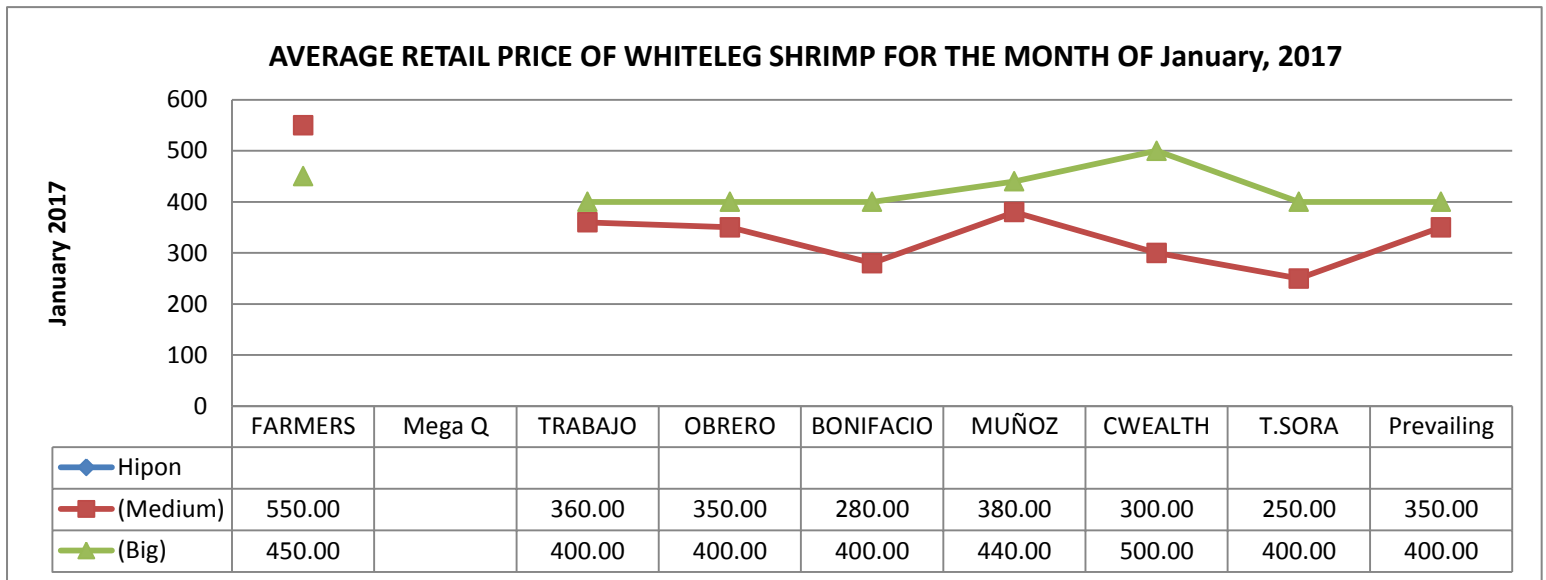 AVERAGE RETAIL PRICE OF WHITELEG SHRIMP FOR THE MONTH OF January, 2017
January 2017
600
500
400
300
200
100
0
FARMERS Mega Q TRABAJO OBRERO BONIFACIO MUÑOZ CWEALTH T.SORA Prevailing
Hipon
(Medium) 550.00 360.00 350.00 280.00 380.00 300.00 250.00 350.00
(Big) 450.00 400.00 400.00 400.00 440.00 500.00 400.00 400.00